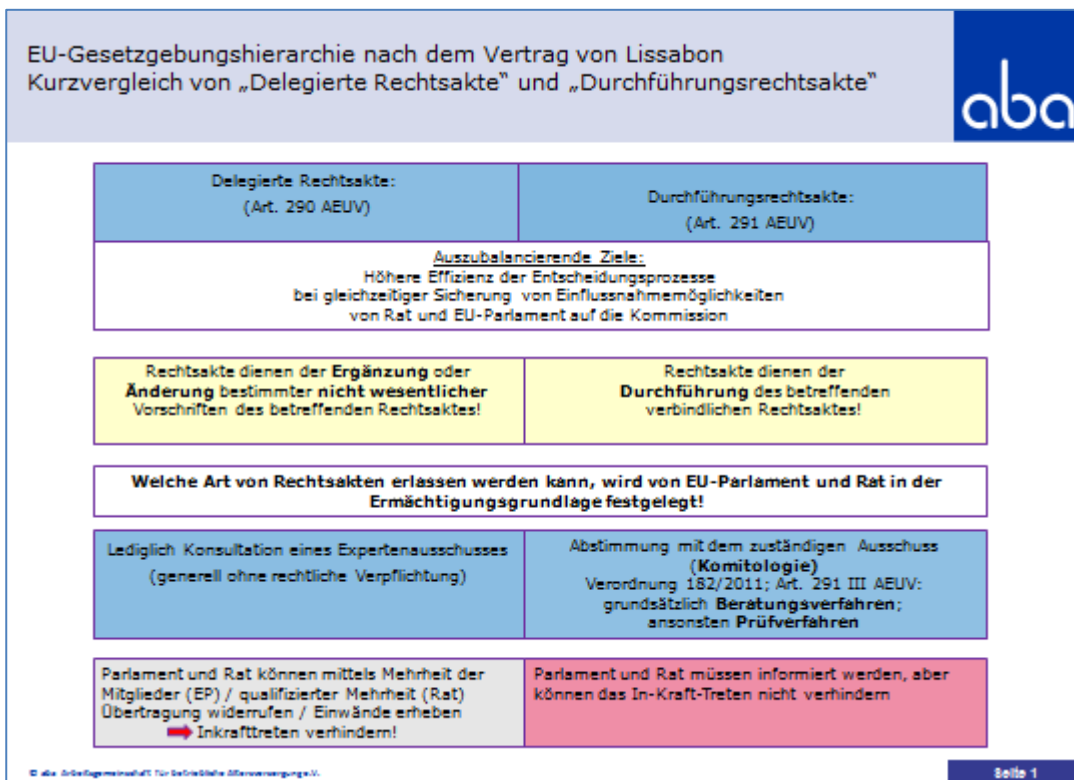 EU-Gesetzgebungshierarchie nach dem Vertrag von Lissabon
Kurzvergleich von „Delegierte Rechtsakte“ und „Durchführungsrechtsakte“
aba
Delegierte Rechtsakte:
(Art. 290 AEUV)
Durchführungsrechtsakte:
(Art. 291 AEUV)
Auszubalancierende Ziele:
Höhere Effizienz der Entscheidungsprozesse
bei gleichzeitiger Sicherung von Einflussnahmemöglichkeiten
von Rat und EU-Parlament auf die Kommission
Rechtsakte dienen der Ergänzung oder
Änderung bestimmter nicht wesentlicher
Vorschriften des betreffenden Rechtsaktes!
Rechtsakte dienen der
Durchführung des betreffenden
verbindlichen Rechtsaktes!
Welche Art von Rechtsakten erlassen werden kann, wird von EU-Parlament und Rat in der
Ermächtigungsgrundlage festgelegt!
Lediglich Konsultation eines Expertenausschusses
(generell ohne rechtliche Verpflichtung)
Abstimmung mit dem zuständigen Ausschuss
(Komitologie)
Verordnung 182/2011; Art. 291 III AEUV:
grundsätzlich Beratungsverfahren;
ansonsten Prüfverfahren
Parlament und Rat können mittels Mehrheit der
Mitglieder (EP) / qualifizierter Mehrheit (Rat)
Übertragung widerrufen / Einwände erheben
Inkrafttreten verhindern!
Parlament und Rat müssen informiert werden, aber
können das In-Kraft-Treten nicht verhindern
© aba Arbeitsgemeinschaft für betriebliche Altersversorgung e.V.
Seite 1